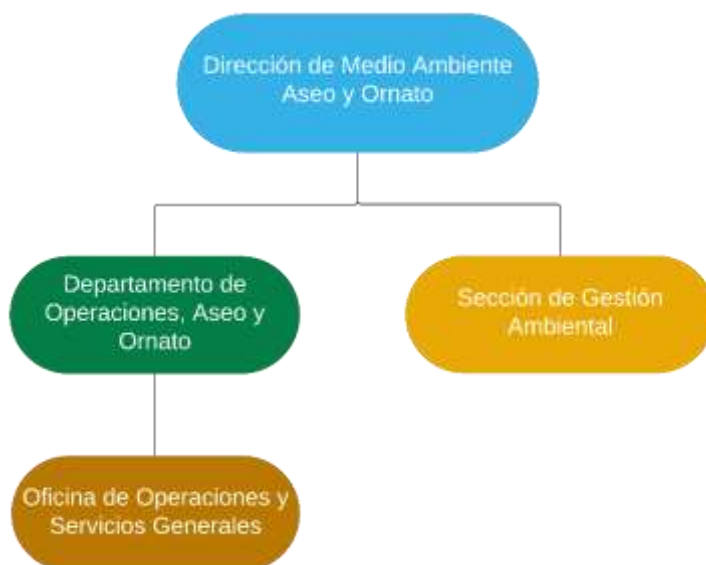 Dirección de Medio Ambiente
Aseo y Ornato
Departamento de
Operaciones, Aseo y
Ornato
Sección de Gestión
Ambiental
Oficina de Operaciones y
Servicios Generales